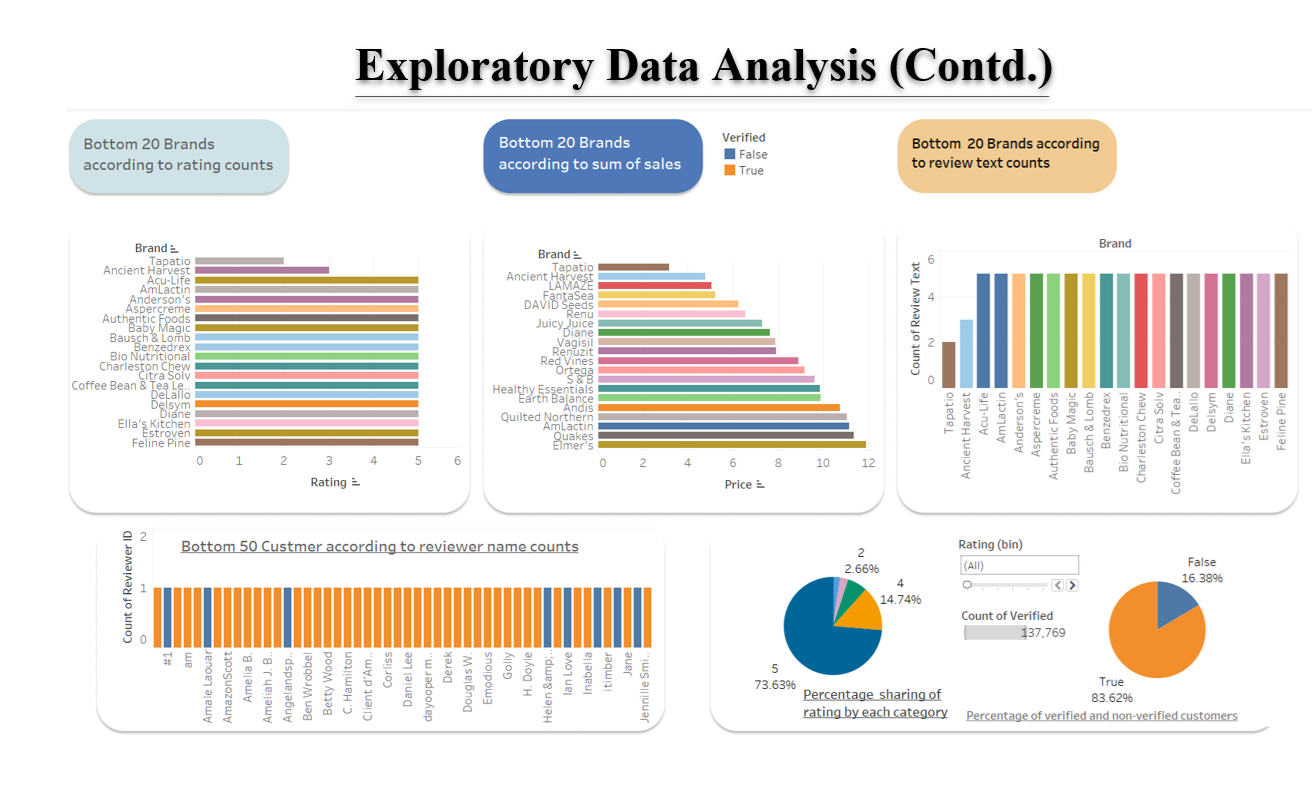 Exploratory Data Analysis (Contd.)
Bottom 20 Brands
according to rating counts
Bottom 20 Brands
according to sum of sales
Verified
False
True
Bottom 20 Brands according
to review text counts
Brand
Tapatio
Ancient Harvest
Acu-Life
AmLactin
Anderson's
Aspercreme
Authentic Foods
Baby Magic
Bausch & Lomb
Benzedrex
Bio Nutritional
Charleston Chew
Citra Solv
Coffee Bean & Tea Le..
DeLallo
Delsym
Diane
Ella's Kitchen
Estroven
Feline Pine
0 1 2 3 4 5 6
Rating
Brand
Tapatio
Ancient Harvest
LAMAZE
FantaSea
DAVID Seeds
Renu
Juicy Juice
Diane
Vagisil
Renuzit
Red Vines
Ortega
S & B
Healthy Essentials
Earth Balance
Andis
Quilted Northern
AmLactin
Quakes
Elmer's
0 2 4 6 8 10 12
Price
Brand
Count of Review Text
6
4
2
0
Tapatio
Ancient Harvest
Acu-Life
AmLactin
Anderson's
Aspercreme
Authentic Foods
Baby Magic
Bausch & Lomb
Benzedrex
Bio Nutritional
Charleston Chew
Citra Solv
Coffee Bean & Tea..
DeLallo
Delsym
Diane
Ella's Kitchen
Estroven
Feline Pine
Bottom 50 Custmer according to reviewer name counts
Count of Reviewer ID
2
1
0
#1
am
Amale Laouar
AmazonScott
Amelia B.
Ameliah J. B..
Angelandsp..
Ben Wrobbel
Betty Wood
C. Hamilton
Client d'Am..
Corliss
Daniel Lee
dayooper m..
Derek
Douglas W.
Emodious
Golly
H. Doyle
Helen &amp;..
Ian Love
Inabella
itimber
Jane
Jennille Smi..
2
2.66%
4
14.74%
5
73.63%
Percentage sharing of
rating by each category
Rating (bin)
(All)
Count of Verified
137,769
False
16.38%
True
83.62%
Percentage of verified and non-verified customers